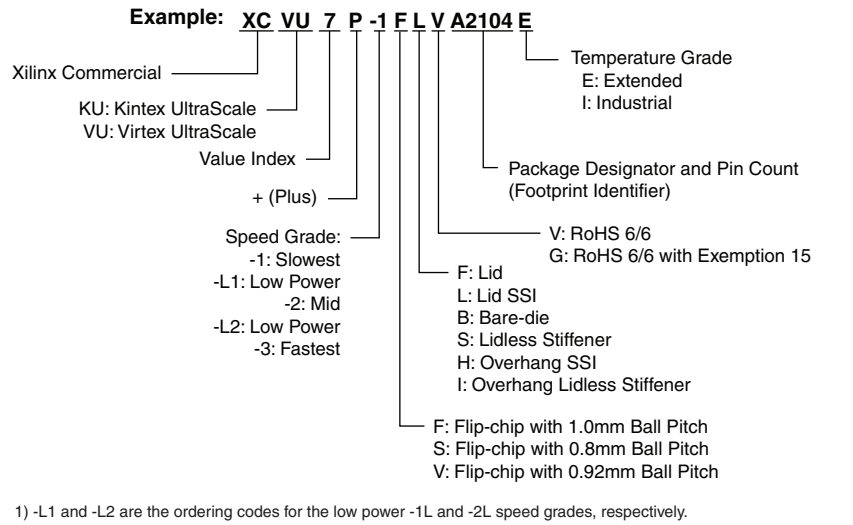 Example: XC VU 7 P -1 F L V A2104 E
Xilinx Commercial
KU: Kintex UltraScale
VU: Virtex UltraScale
Value Index
+ (Plus)
Speed Grade:
-1: Slowest
-L1: Low Power
-2: Mid
-L2: Low Power
-3: Fastest
Temperature Grade
E: Extended
I: Industrial
Package Designator and Pin Count
(Footprint Identifier)
V: RoHS 6/6
G: RoHS 6/6 with Exemption 15
F: Lid
L: Lid SSI
B: Bare-die
S: Lidless Stiffener
H: Overhang SSI
I: Overhang Lidless Stiffener
F: Flip-chip with 1.0mm Ball Pitch
S: Flip-chip with 0.8mm Ball Pitch
V: Flip-chip with 0.92mm Ball Pitch
1) -L1 and -L2 are the ordering codes for the low power -1L and -2L speed grades, respectively.